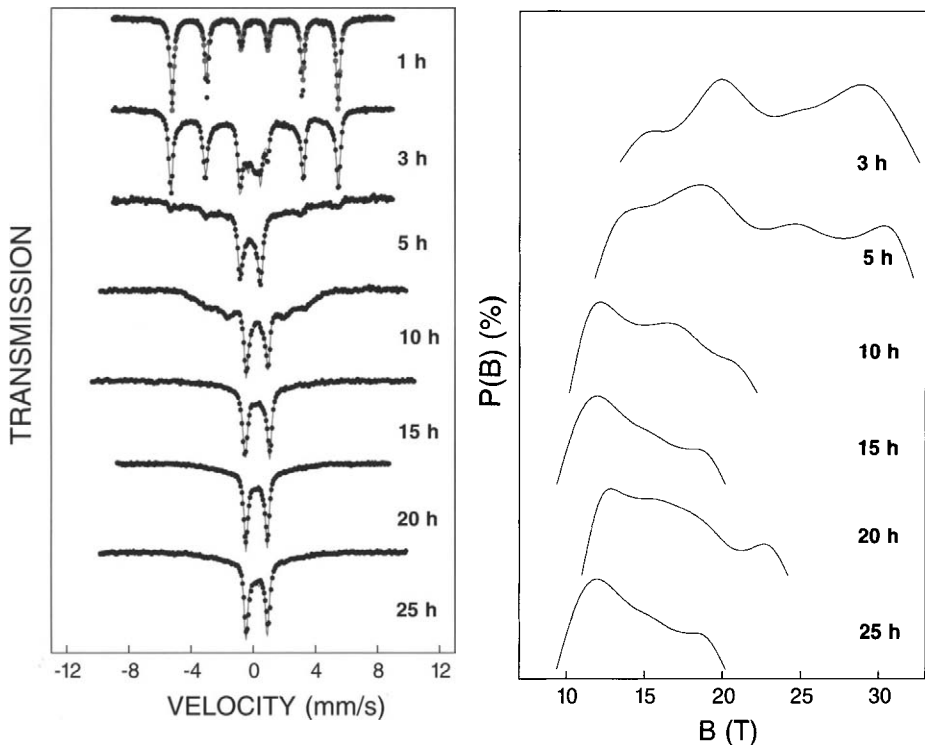 TRANSMISSION
1 h
3 h
5 h
10 h
15 h
20 h
25 h
-12 -8 -4 0 4 8 12
VELOCITY (mm/s)
P(B) (%)
3 h
5 h
10 h
15 h
20 h
25 h
10 15 20 25 30
B (T)